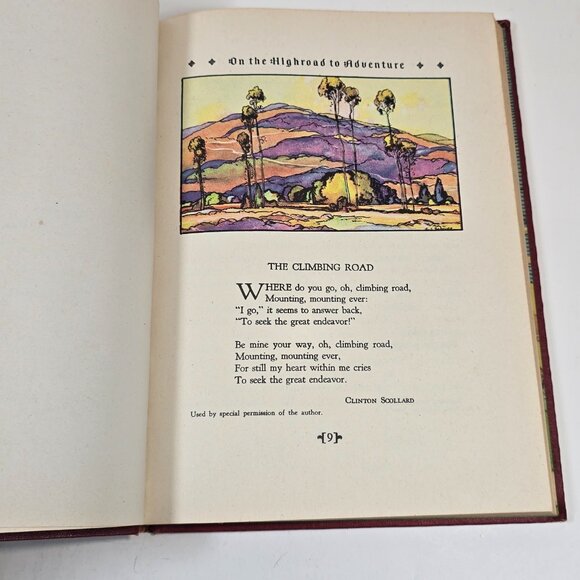 On the Highroad to Adventure
THE CLIMBING ROAD
WHERE do you go, oh, climbing road,
Mounting, mounting ever:
"I go," it seems to answer back,
"To seek the great endeavor!"
Be mine your way, oh, climbing road,
Mounting, mounting ever,
For still my heart within me cries
To seek the great endeavor.
CLINTON SCOLLARD
Used by special permission of the author.
[9]